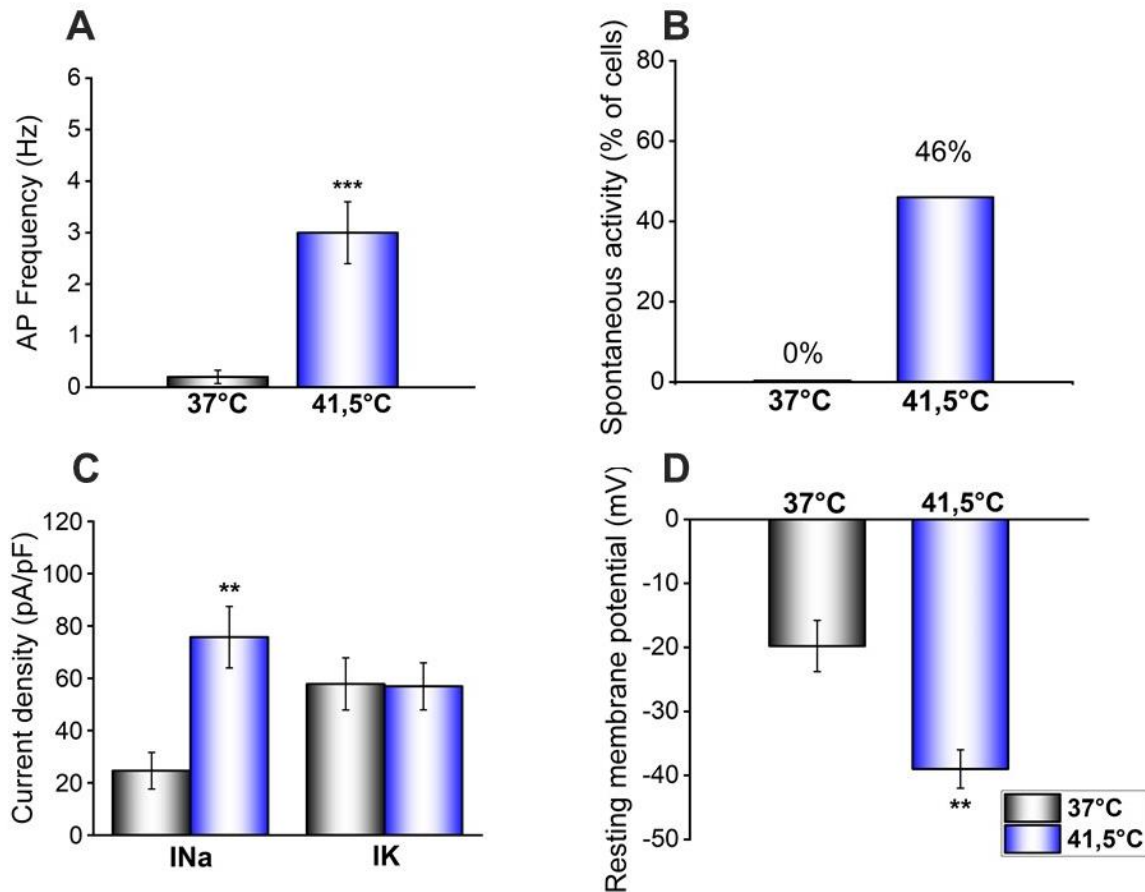 A
AP Frequency (Hz)
6
5
4
3
2
1
0
***
37°C
41,5°C
B
Spontaneous activity (% of cells)
80
60
40
20
0
0%
46%
37°C
41,5°C
C
Current density (pA/pF)
120
100
80
60
40
20
0
**
INa
IK
D
Resting membrane potential (mV)
37°C
41,5°C
0
-10
-20
-30
-40
-50
**
37°C
41,5°C